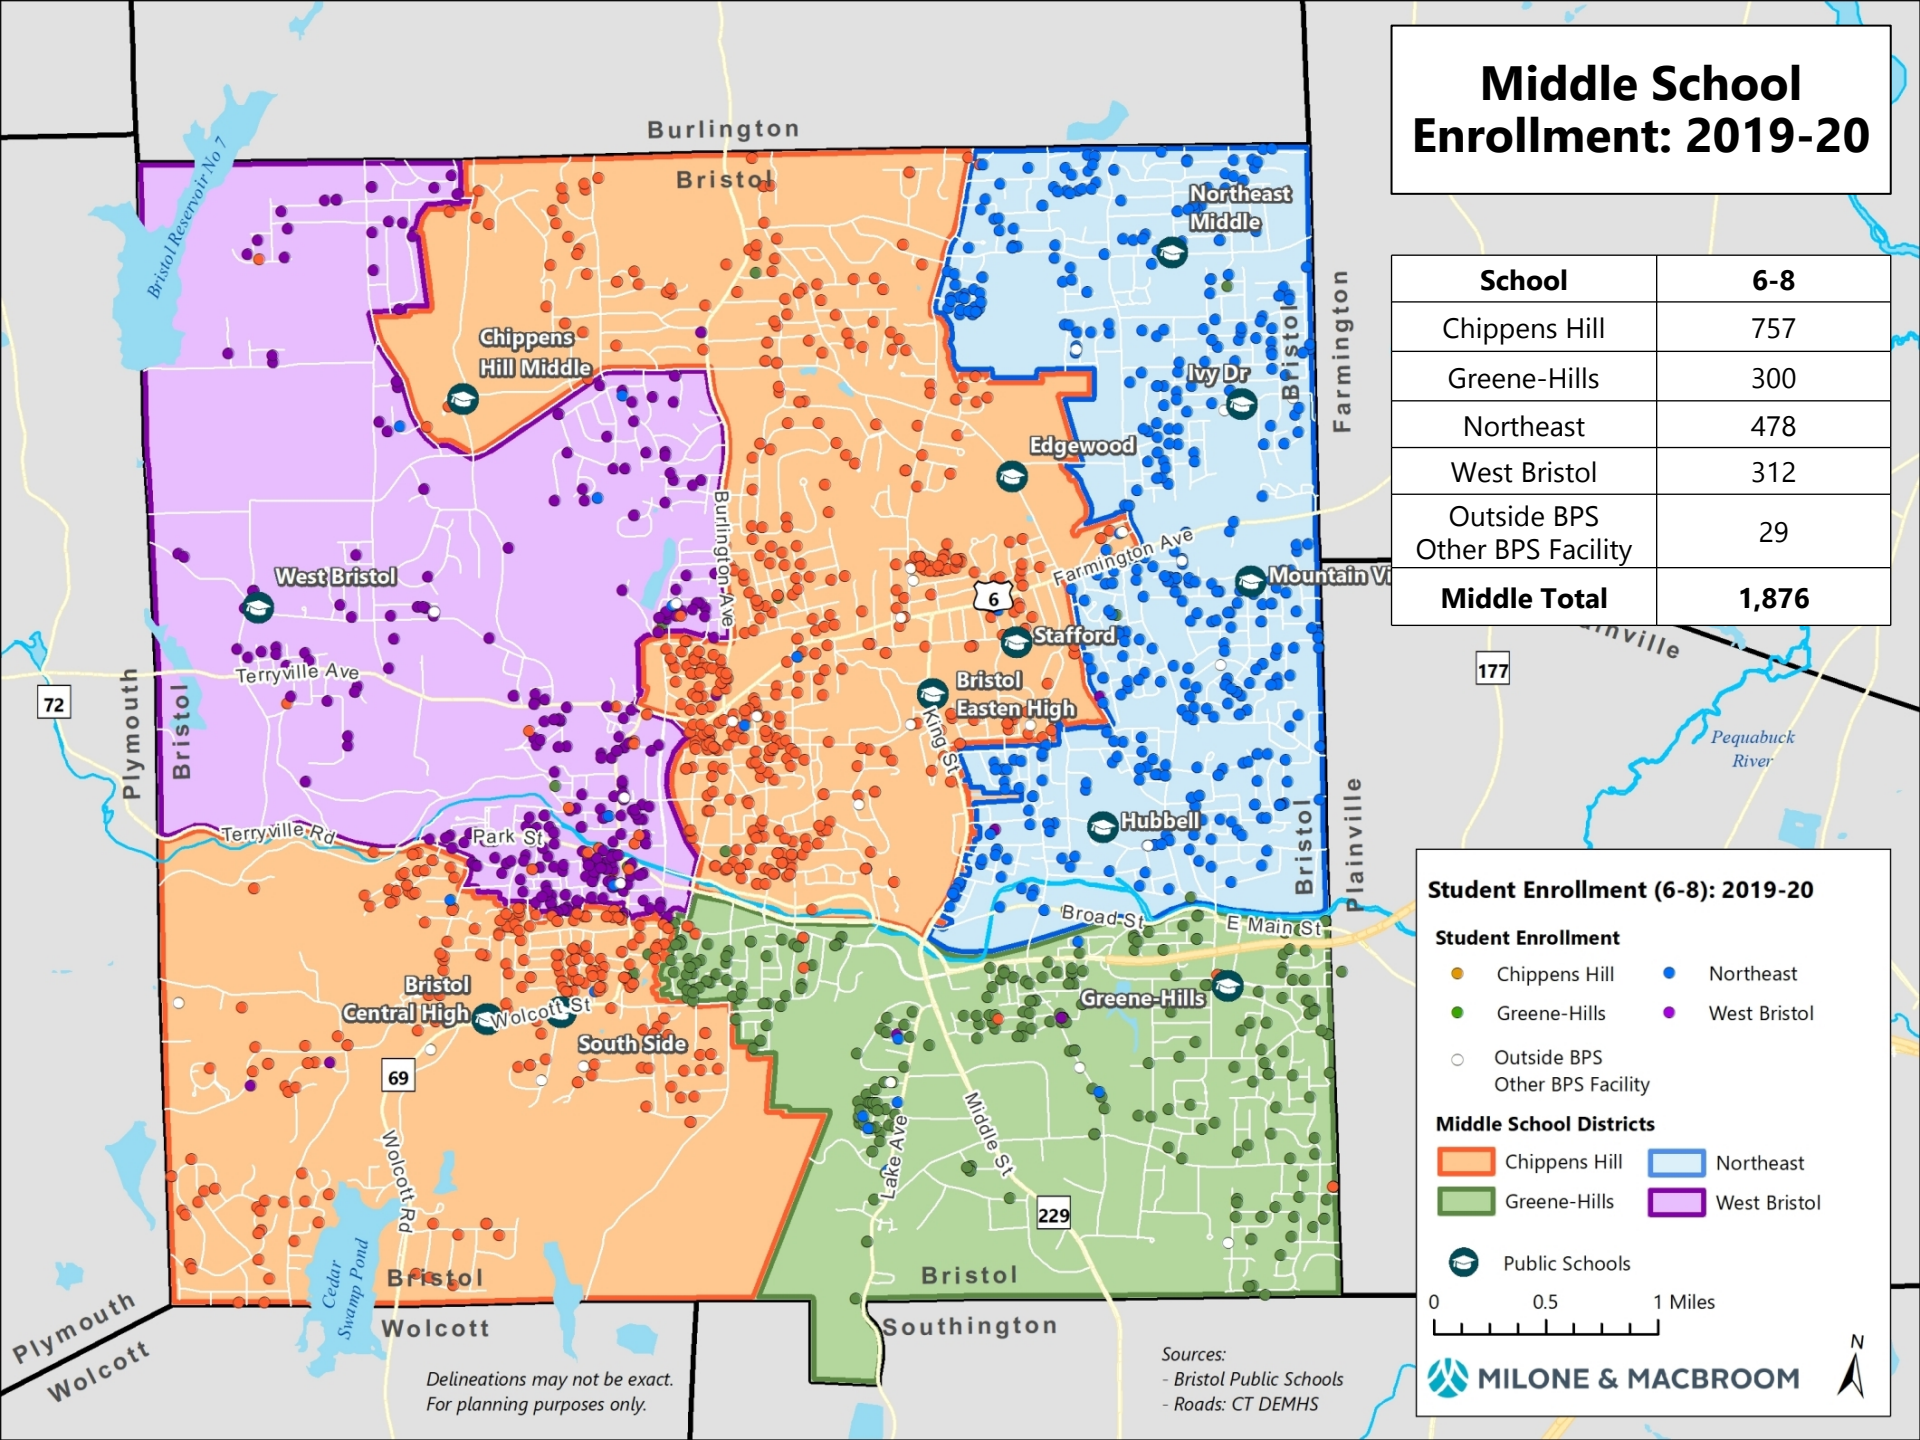 Middle School
Enrollment: 2019-20
School 6-8
Chippens Hill 757
Greene-Hills 300
Northeast 478
West Bristol 312
Outside BPS
Other BPS Facility 29
Middle Total 1,876
Burlington
Bristol
Bristol Reservoir No 7
Northeast
Middle
Farmington
Bristol
Chippens
Hill Middle
Ivy Dr
Edgewood
Burlington Ave
Farmington Ave
West Bristol
6
Mountain Vi
Stafford
Terryville Ave
Bristol
Easten High
King St
72
Plymouth
Bristol
177
Pequabuck
River
Terryville Rd
Park St
Hubbell
Bristol
Plainville
Broad St
E Main St
Bristol
Central High
Wolcott St
South Side
Greene-Hills
69
Wolcott Rd
Lake Ave
Middle St
229
Cedar
Swamp Pond
Bristol
Bristol
Plymouth
Wolcott
Wolcott
Southington
Delineations may not be exact.
For planning purposes only.
Sources:
- Bristol Public Schools
- Roads: CT DEMHS
Student Enrollment (6-8): 2019-20
Student Enrollment
Chippens Hill Northeast
Greene-Hills West Bristol
Outside BPS
Other BPS Facility
Middle School Districts
Chippens Hill Northeast
Greene-Hills West Bristol
Public Schools
0 0.5 1 Miles
N
MILONE & MACBROOM